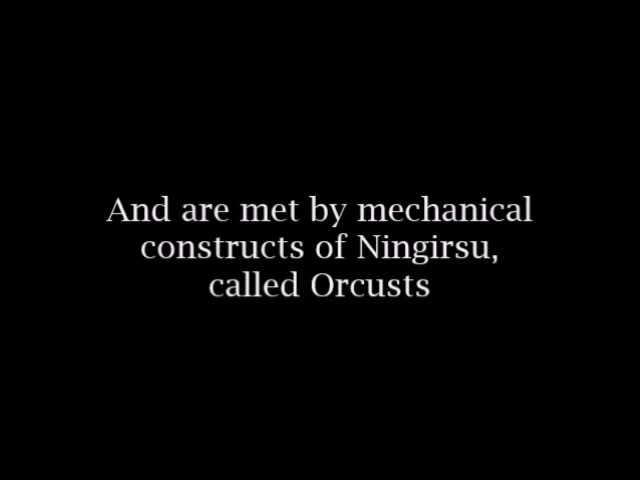 And are met by mechanical
constructs of Ningirsu,
called Orcusts